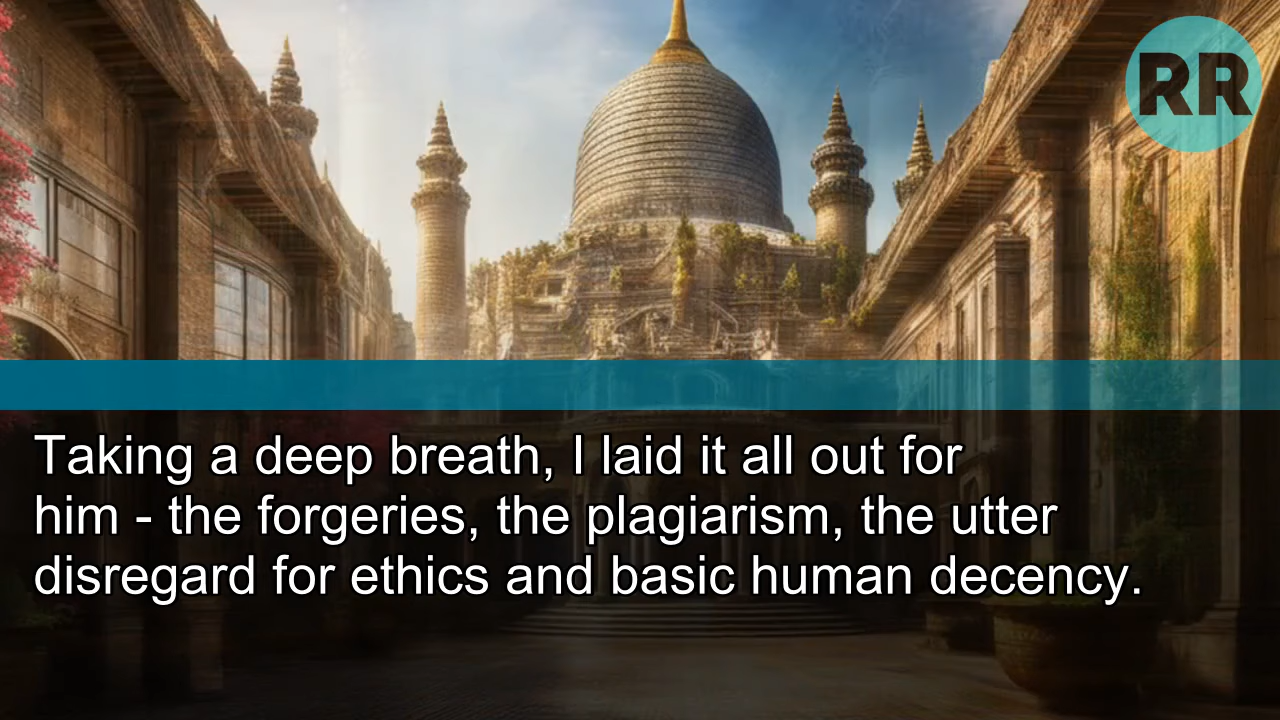 RR
Taking a deep breath, I laid it all out for
him - the forgeries, the plagiarism, the utter
disregard for ethics and basic human decency.